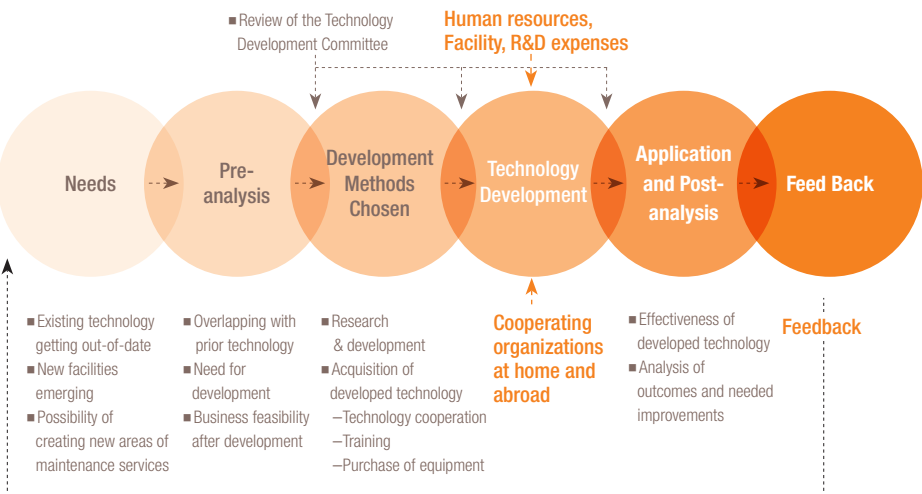 ■ Review of the Technology
Development Committee
Human resources,
Facility, R&D expenses
Needs
Pre-
analysis
Development
Methods
Chosen
Technology
Development
Application
and Post-
analysis
Feed Back
■ Existing technology
getting out-of-date
■ New facilities
emerging
■ Possibility of
creating new areas of
maintenance services
■ Overlapping with
prior technology
■ Need for
development
■ Business feasibility
after development
■ Research
& development
■ Acquisition of
developed technology
–Technology cooperation
–Training
–Purchase of equipment
Cooperating
organizations
at home and
abroad
■ Effectiveness of
developed technology
■ Analysis of
outcomes and needed
improvements
Feedback